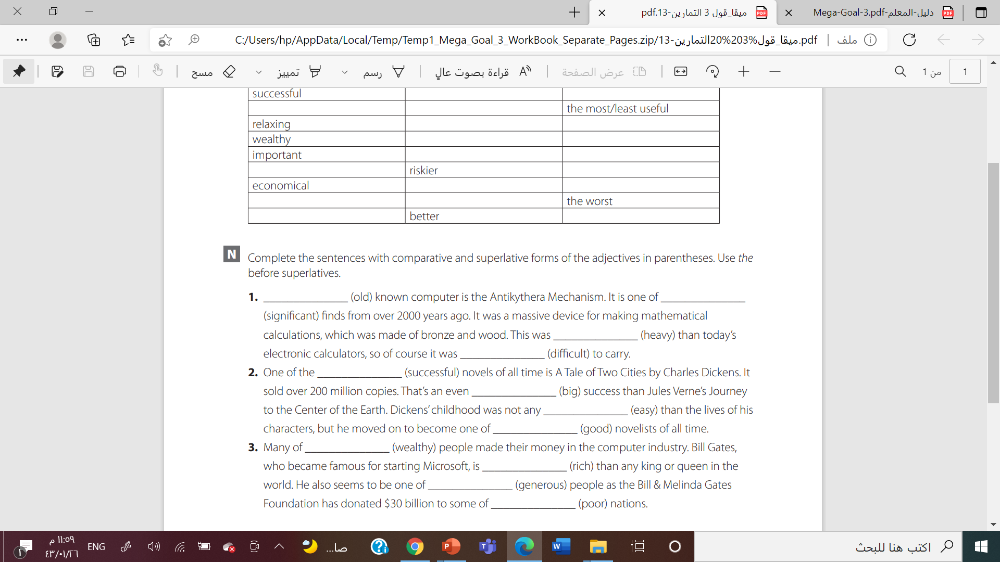 ميقا_قول 3 التمارين-13.pdf
دليل-المعلم-Mega-Goal-3.pdf
C:/Users/hp/AppData/Local/Temp/Temp1_Mega_Goal_3_WorkBook_Separate_Pages.zip/13-ميقا_قول%203%20التمارين.pdf
ملف
مسح
تمييز
رسم
قراءة بصوت عالٍ
عرض الصفحة
1 من
1
successful
the most/least useful
relaxing
wealthy
important
riskier
economical
the worst
better
N
Complete the sentences with comparative and superlative forms of the adjectives in parentheses. Use the
before superlatives.
1. ______________ (old) known computer is the Antikythera Mechanism. It is one of ______________
(significant) finds from over 2000 years ago. It was a massive device for making mathematical
calculations, which was made of bronze and wood. This was ______________ (heavy) than today's
electronic calculators, so of course it was ______________ (difficult) to carry.
2. One of the ______________ (successful) novels of all time is A Tale of Two Cities by Charles Dickens. It
sold over 200 million copies. That's an even ______________ (big) success than Jules Verne's Journey
to the Center of the Earth. Dickens' childhood was not any ______________ (easy) than the lives of his
characters, but he moved on to become one of ______________ (good) novelists of all time.
3. Many of ______________ (wealthy) people made their money in the computer industry. Bill Gates,
who became famous for starting Microsoft, is ______________ (rich) than any king or queen in the
world. He also seems to be one of ______________ (generous) people as the Bill & Melinda Gates
Foundation has donated $30 billion to some of ______________ (poor) nations.
١١:٥٩ م
٤٣/٠١/٢٦
ENG
صا...
اكتب هنا للبحث